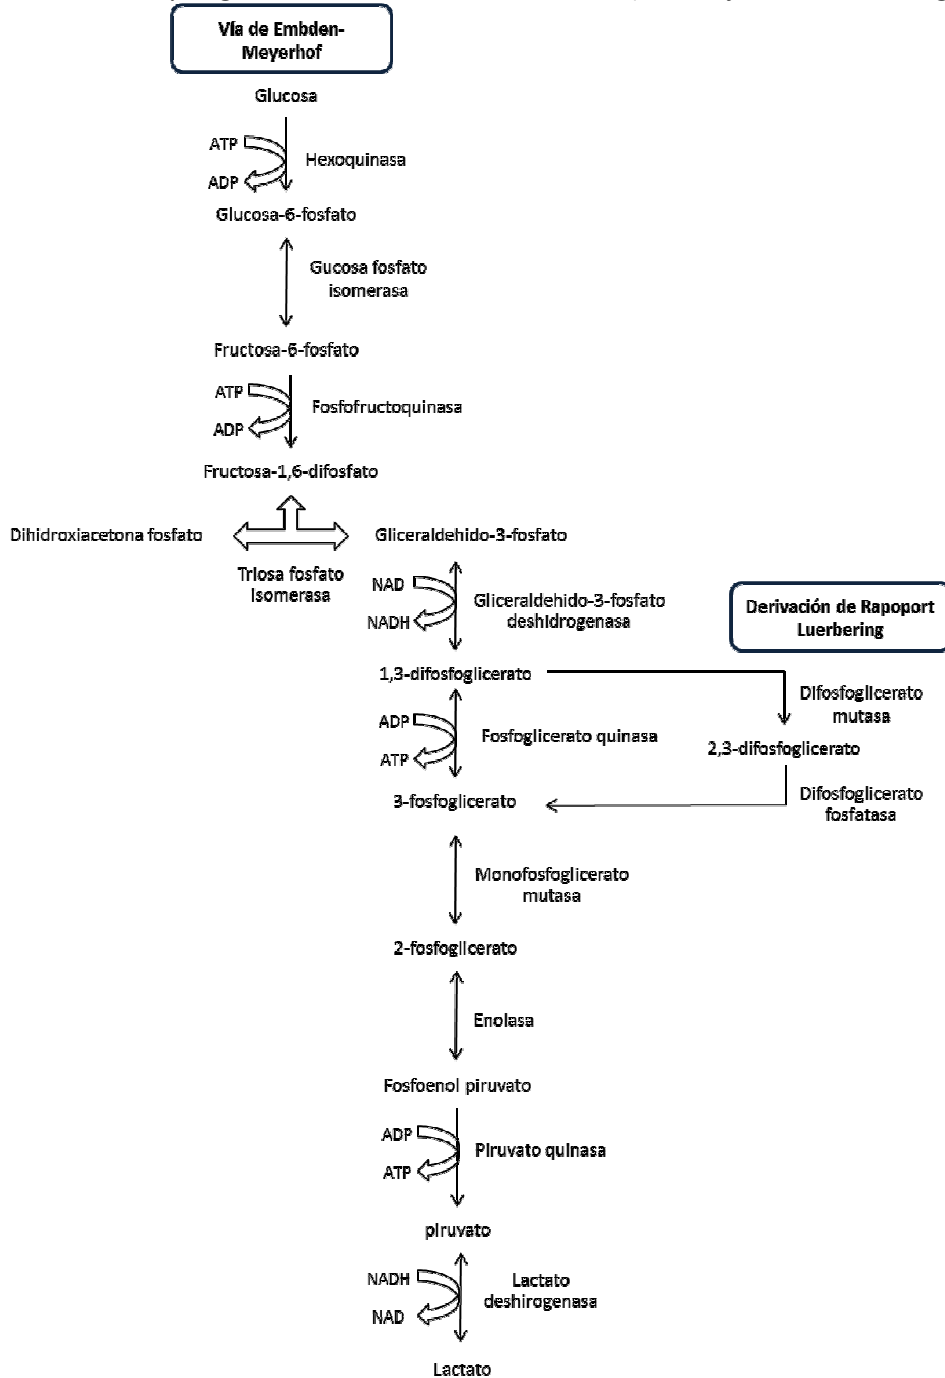 Vía de Embden-
Meyerhof
Glucosa
ATP
Hexoquinasa
ADP
Glucosa-6-fosfato
Gucosa fosfato
isomerasa
Fructosa-6-fosfato
ATP
Fosfofructoquinasa
ADP
Fructosa-1,6-difosfato
Dihidroxiacetona fosfato
Gliceraldehido-3-fosfato
Triosa fosfato
isomerasa
NAD
NADH
Gliceraldehido-3-fosfato
deshidrogenasa
Derivación de Rapoport
Luerbering
1,3-difosfoglicerato
Difosfoglicerato
mutasa
ADP
Fosfoglicerato quinasa
ATP
2,3-difosfoglicerato
3-fosfoglicerato
Difosfoglicerato
fosfatasa
Monofosfoglicerato
mutasa
2-fosfoglicerato
Enolasa
Fosfoenol piruvato
ADP
Piruvato quinasa
ATP
piruvato
NADH
Lactato
deshirogenasa
NAD
Lactato